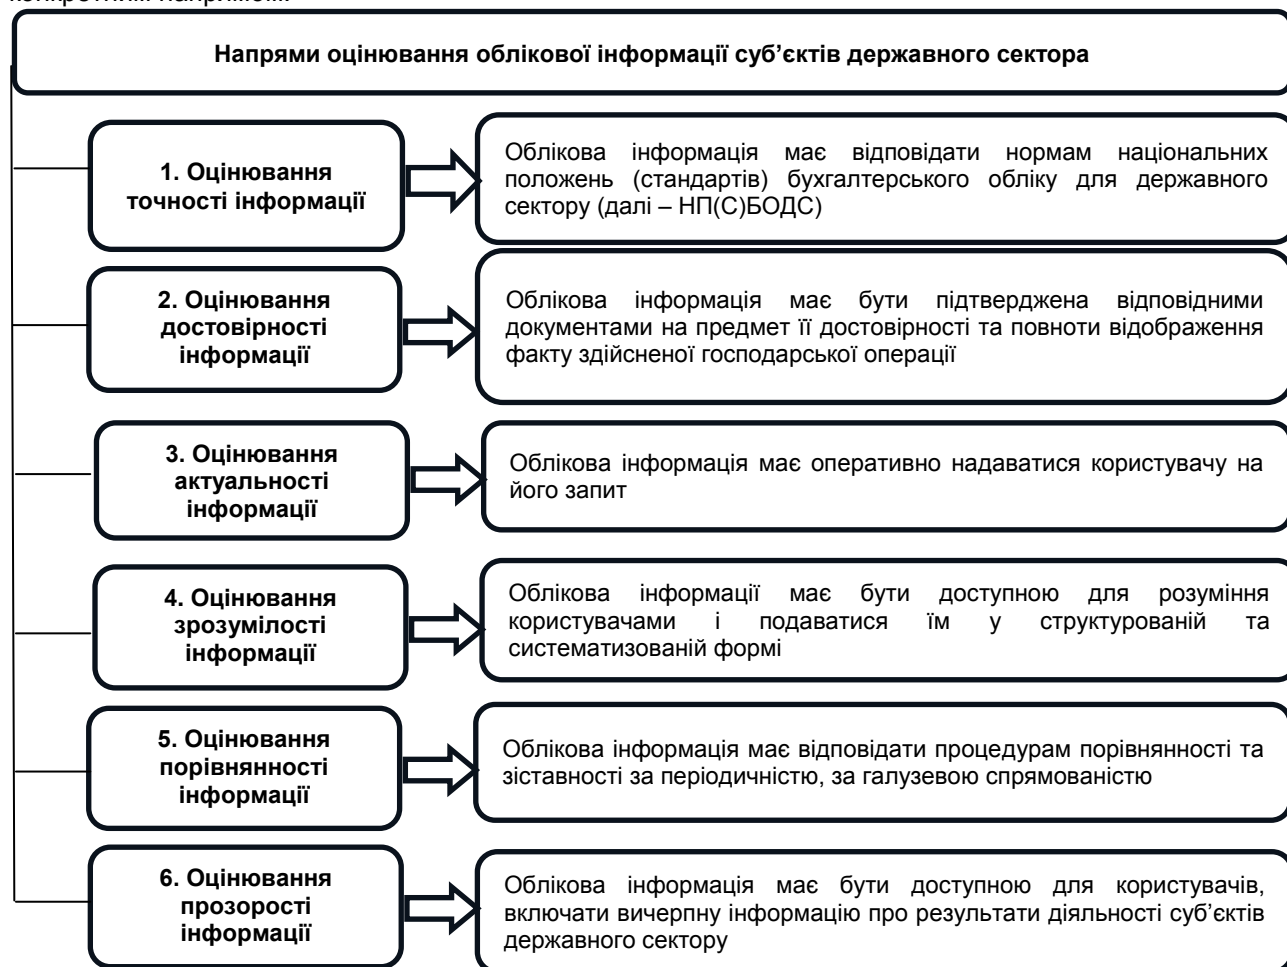 Напрями оцінювання облікової інформації суб’єктів державного сектора
1. Оцінювання
точності інформації
Облікова інформація має відповідати нормам національних
положень (стандартів) бухгалтерського обліку для державного
сектору (далі – НП(С)БОДС)
2. Оцінювання
достовірності
інформації
Облікова інформація має бути підтверджена відповідними
документами на предмет її достовірності та повноти відображення
факту здійсненої господарської операції
3. Оцінювання
актуальності
інформації
Облікова інформація має оперативно надаватися користувачу на
його запит
4. Оцінювання
зрозумілості
інформації
Облікова інформації має бути доступною для розуміння
користувачами і подаватися їм у структурованій та
систематизованій формі
5. Оцінювання
порівнянності
інформації
Облікова інформація має відповідати процедурам порівнянності та
зіставності за періодичністю, за галузевою спрямованістю
6. Оцінювання
прозорості
інформації
Облікова інформація має бути доступною для користувачів,
включати вичерпну інформацію про результати діяльності суб’єктів
державного сектору